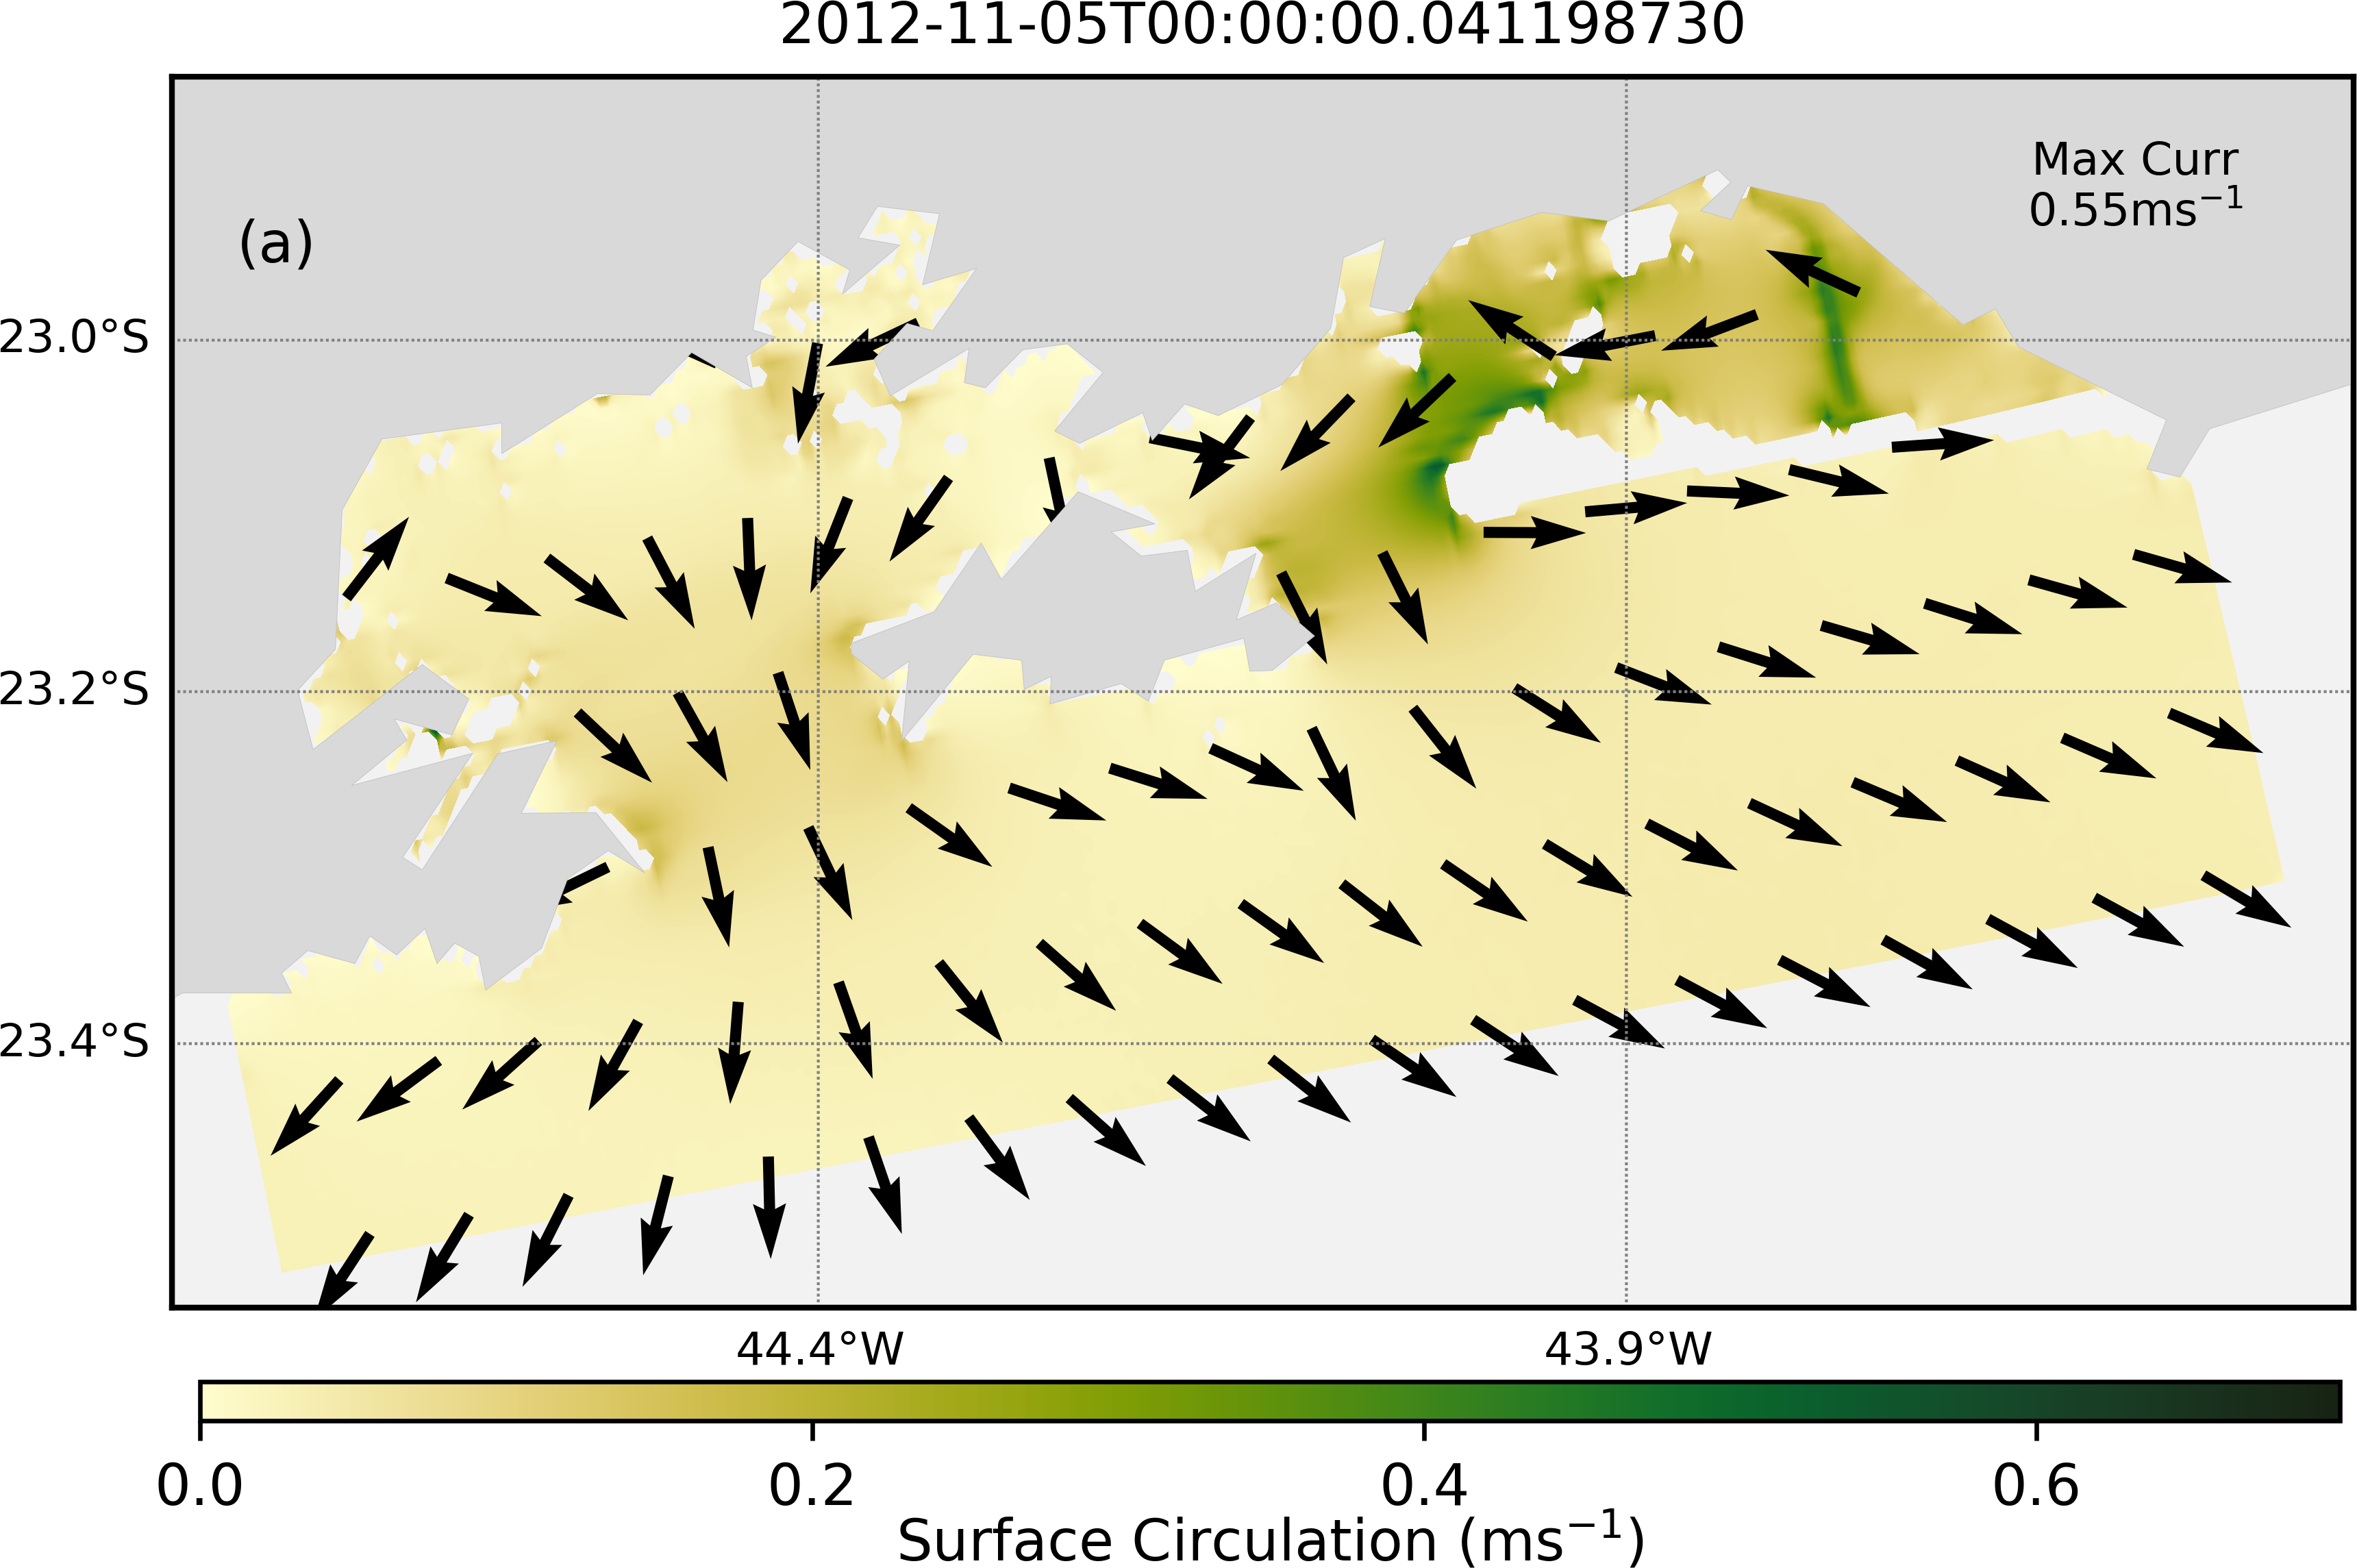 2012-11-05T00:00:00.041198730
Max Curr
0.55ms⁻¹
(a)
23.0°S
23.2°S
23.4°S
44.4°W 43.9°W
0.0 0.2 0.4 0.6
Surface Circulation (ms⁻¹)